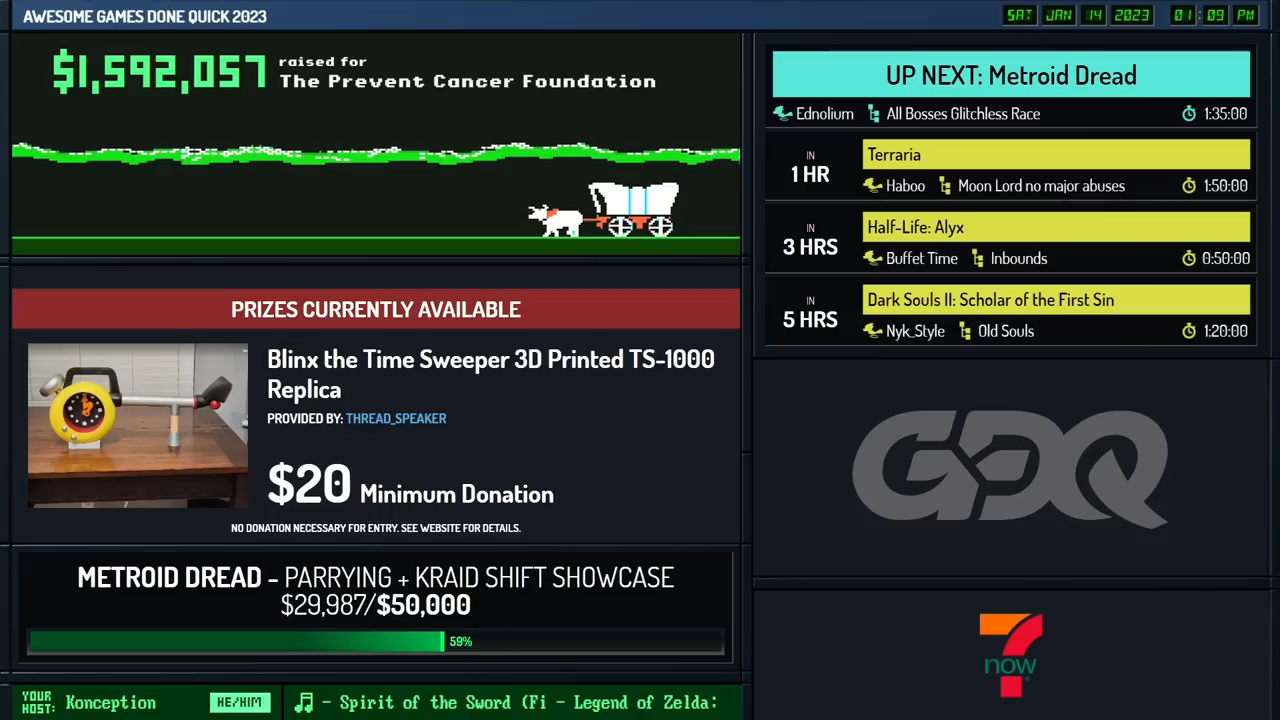 AWESOME GAMES DONE QUICK 2023
SAT JAN 14 2023 01:09 PM
$1,592,057
raised for
The Prevent Cancer Foundation
UP NEXT: Metroid Dread
Ednolium All Bosses Glitchless Race 1:35:00
IN
1 HR
Terraria
Haboo Moon Lord no major abuses 1:50:00
IN
3 HRS
Half-Life: Alyx
Buffet Time Inbounds 0:50:00
IN
5 HRS
Dark Souls II: Scholar of the First Sin
Nyk_Style Old Souls 1:20:00
PRIZES CURRENTLY AVAILABLE
Blinx the Time Sweeper 3D Printed TS-1000
Replica
PROVIDED BY: THREAD_SPEAKER
$20 Minimum Donation
NO DONATION NECESSARY FOR ENTRY. SEE WEBSITE FOR DETAILS.
GDQ
METROID DREAD - PARRYING + KRAID SHIFT SHOWCASE
$29,987/$50,000
59%
7
now
YOUR
HOST: Konception HE/HIM
- Spirit of the Sword (Fi - Legend of Zelda: